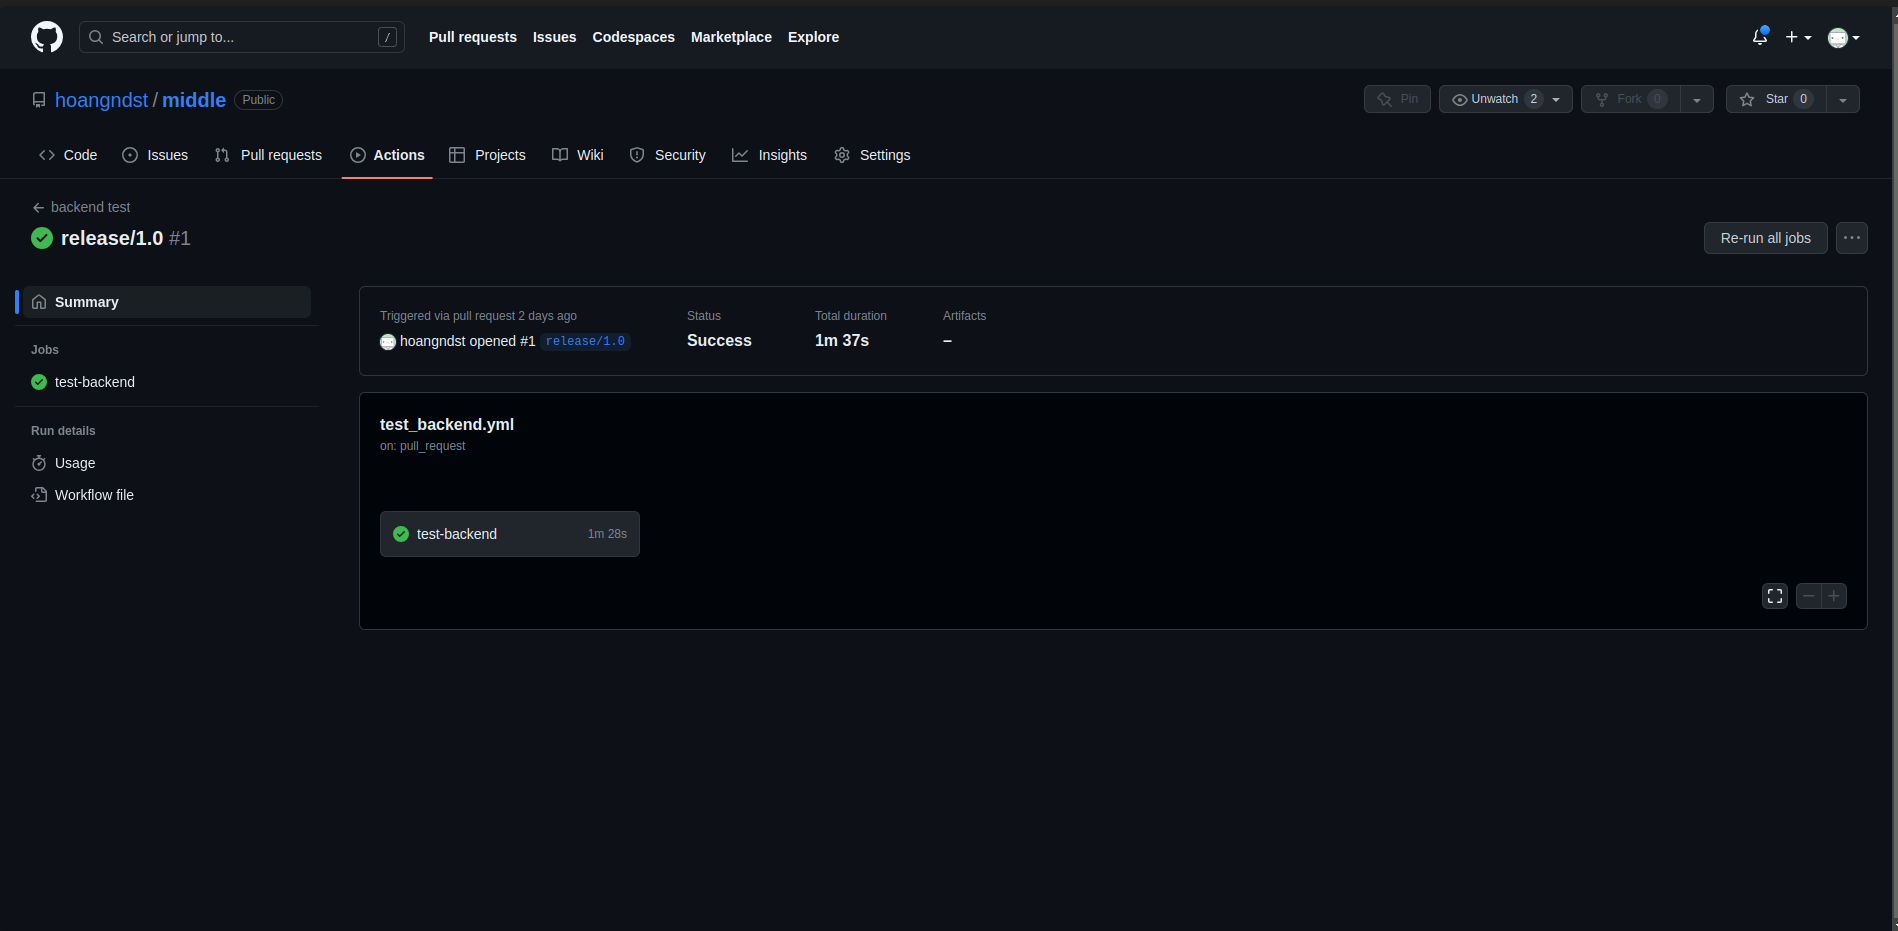 Search or jump to... /
Pull requests Issues Codespaces Marketplace Explore
hoangndst / middle Public
Pin Unwatch 2 Fork 0 Star 0
Code Issues Pull requests Actions Projects Wiki Security Insights Settings
backend test
release/1.0 #1
Re-run all jobs
Summary
Jobs
test-backend
Run details
Usage
Workflow file
Triggered via pull request 2 days ago
hoangndst opened #1 release/1.0
Status
Success
Total duration
1m 37s
Artifacts
–
test_backend.yml
on: pull_request
test-backend 1m 28s